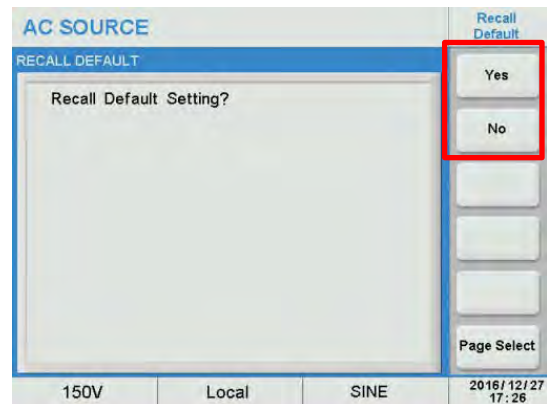 AC SOURCE
Recall
Default
RECALL DEFAULT
Recall Default Setting?
Yes
No
Page Select
150V
Local
SINE
2016/12/27
17:26